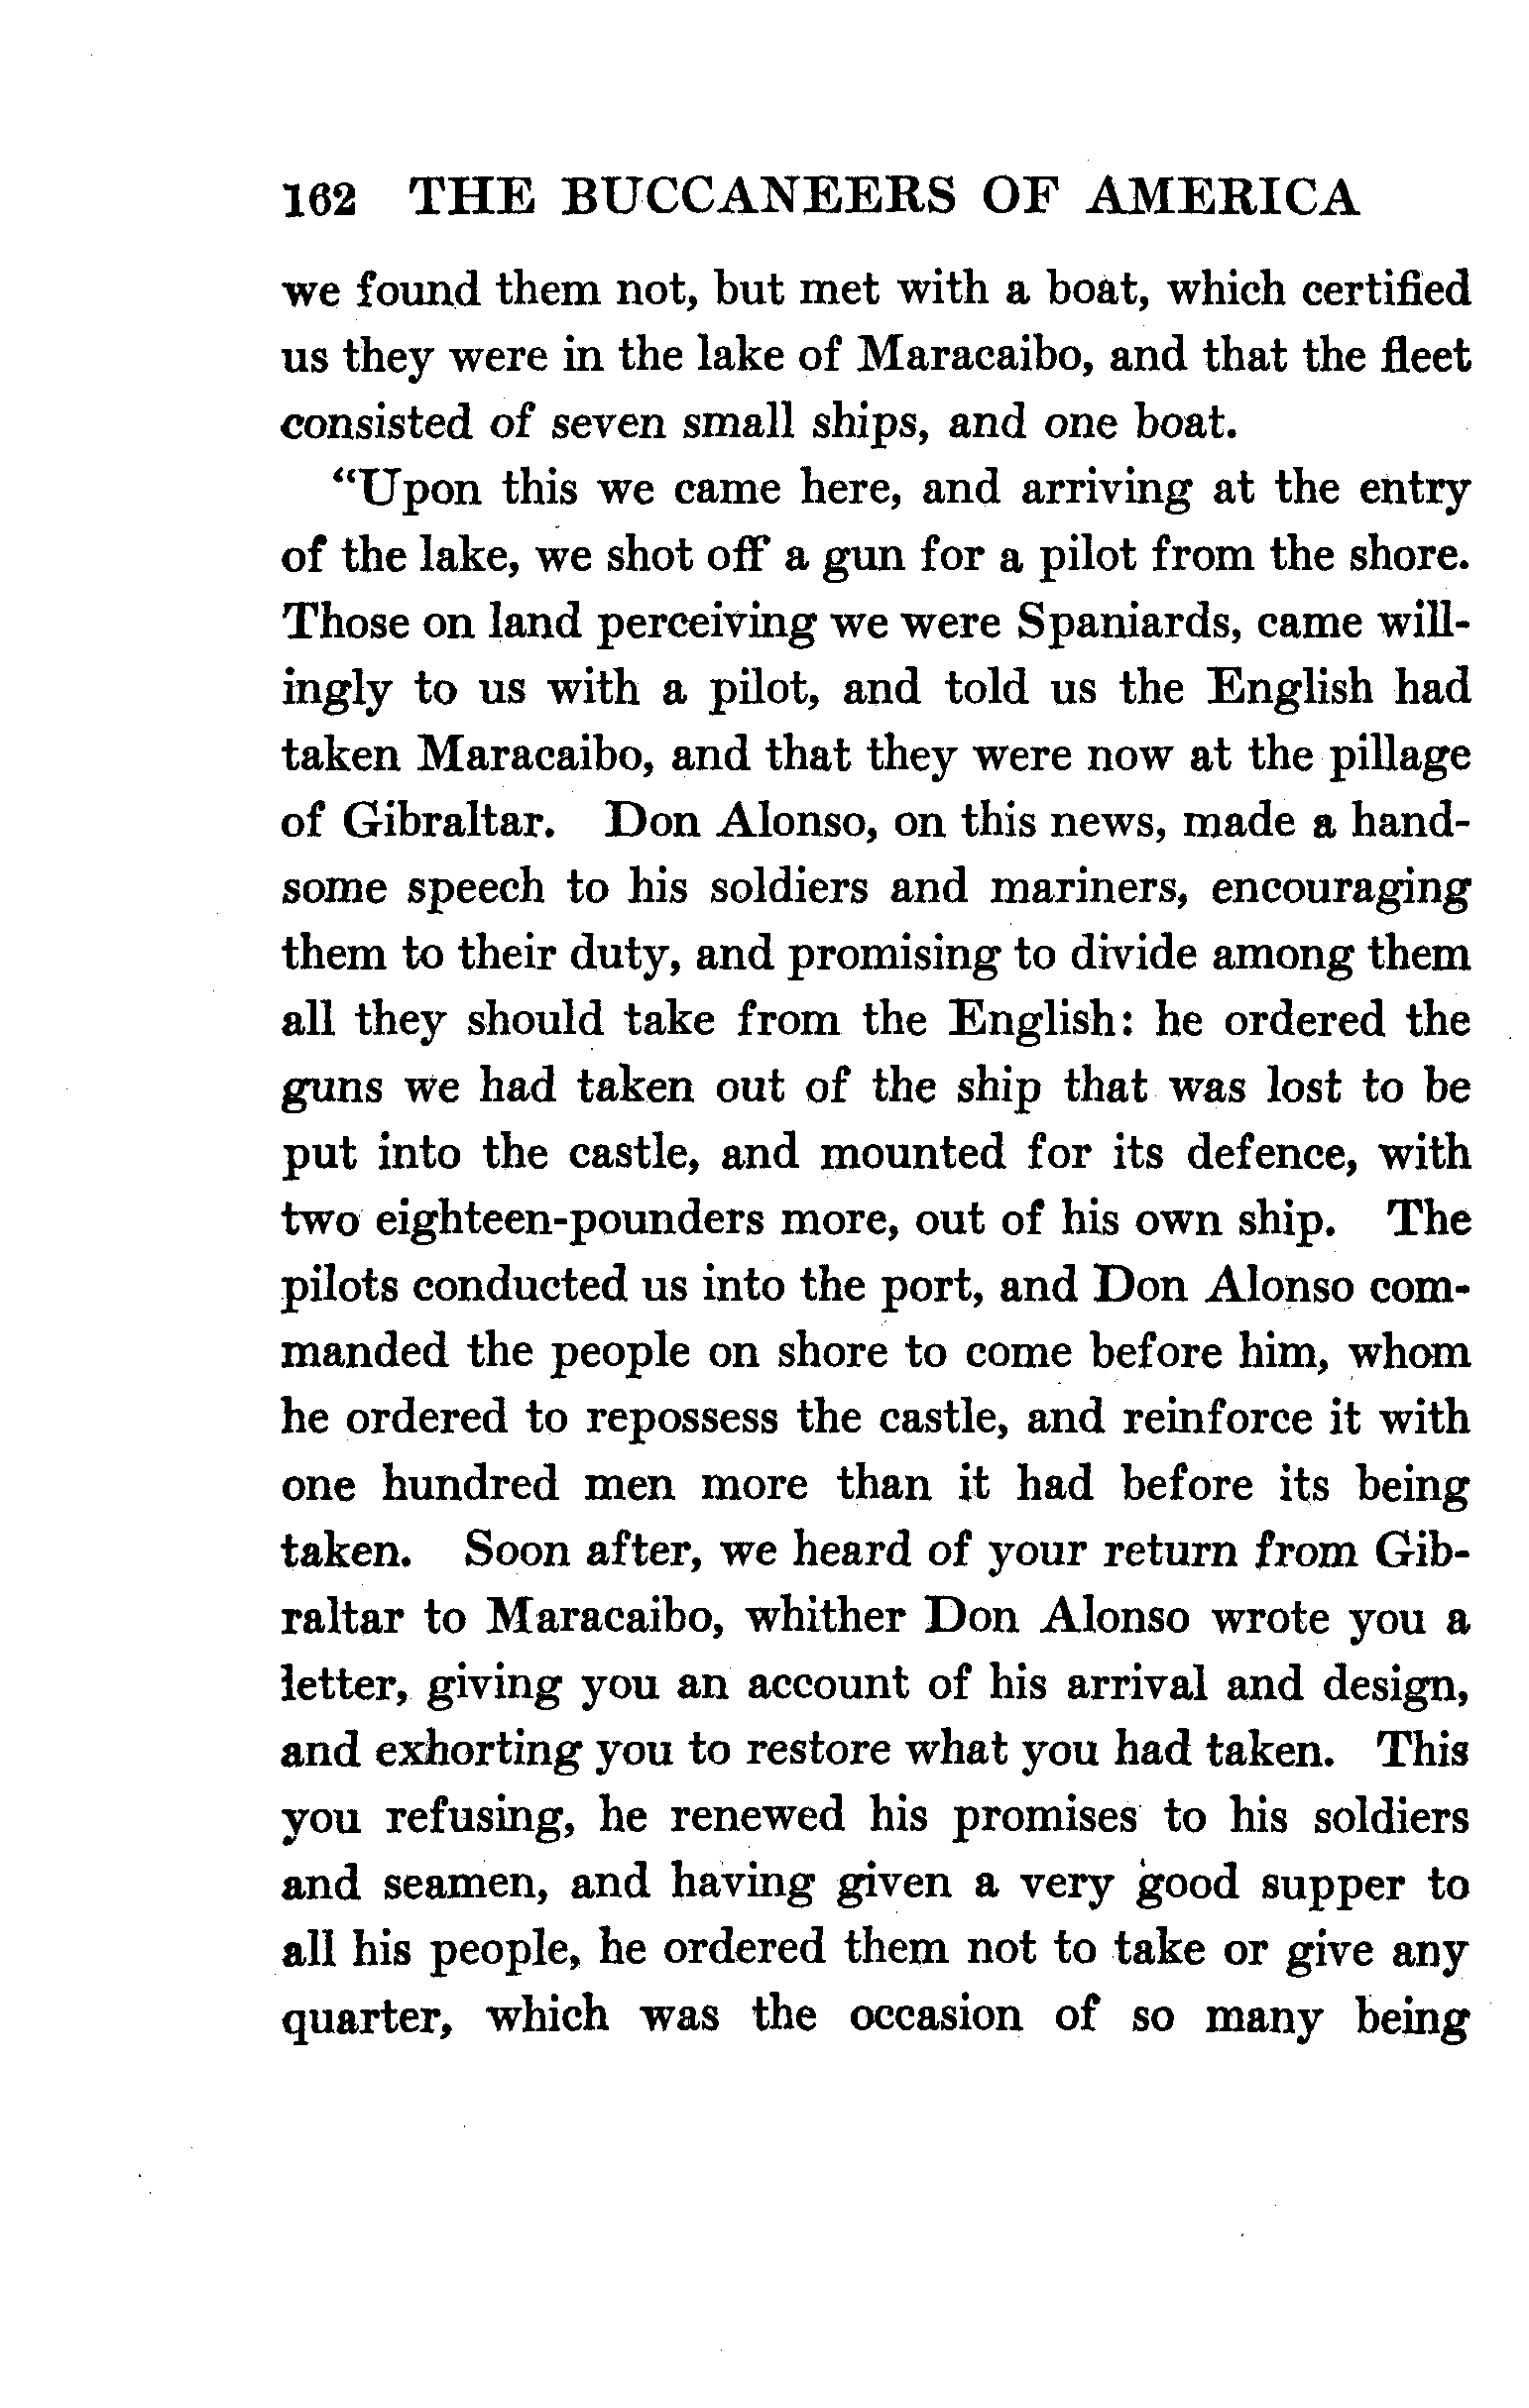 162 THE BUCCANEERS OF AMERICA
we found them not, but met with a boat, which certified
us they were in the lake of Maracaibo, and that the fleet
consisted of seven small ships, and one boat.
"Upon this we came here, and arriving at the entry
of the lake, we shot off a gun for a pilot from the shore.
Those on land perceiving we were Spaniards, came will-
ingly to us with a pilot, and told us the English had
taken Maracaibo, and that they were now at the pillage
of Gibraltar. Don Alonso, on this news, made a hand-
some speech to his soldiers and mariners, encouraging
them to their duty, and promising to divide among them
all they should take from the English: he ordered the
guns we had taken out of the ship that was lost to be
put into the castle, and mounted for its defence, with
two eighteen-pounders more, out of his own ship. The
pilots conducted us into the port, and Don Alonso com-
manded the people on shore to come before him, whom
he ordered to repossess the castle, and reinforce it with
one hundred men more than it had before its being
taken. Soon after, we heard of your return from Gib-
raltar to Maracaibo, whither Don Alonso wrote you a
letter, giving you an account of his arrival and design,
and exhorting you to restore what you had taken. This
you refusing, he renewed his promises to his soldiers
and seamen, and having given a very good supper to
all his people, he ordered them not to take or give any
quarter, which was the occasion of so many being